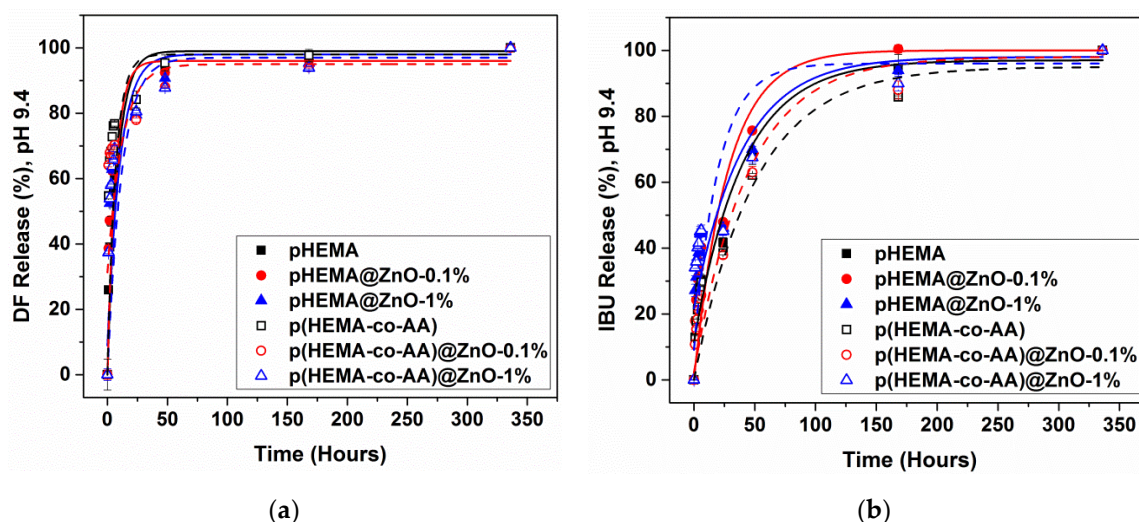 DF Release (%), pH 9.4
100
80
60
40
20
0
pHEMA
pHEMA@ZnO-0.1%
pHEMA@ZnO-1%
p(HEMA-co-AA)
p(HEMA-co-AA)@ZnO-0.1%
p(HEMA-co-AA)@ZnO-1%
0 50 100 150 200 250 300 350
Time (Hours)
(a)
IBU Release (%), pH 9.4
100
80
60
40
20
0
pHEMA
pHEMA@ZnO-0.1%
pHEMA@ZnO-1%
p(HEMA-co-AA)
p(HEMA-co-AA)@ZnO-0.1%
p(HEMA-co-AA)@ZnO-1%
0 50 100 150 200 250 300 350
Time (Hours)
(b)